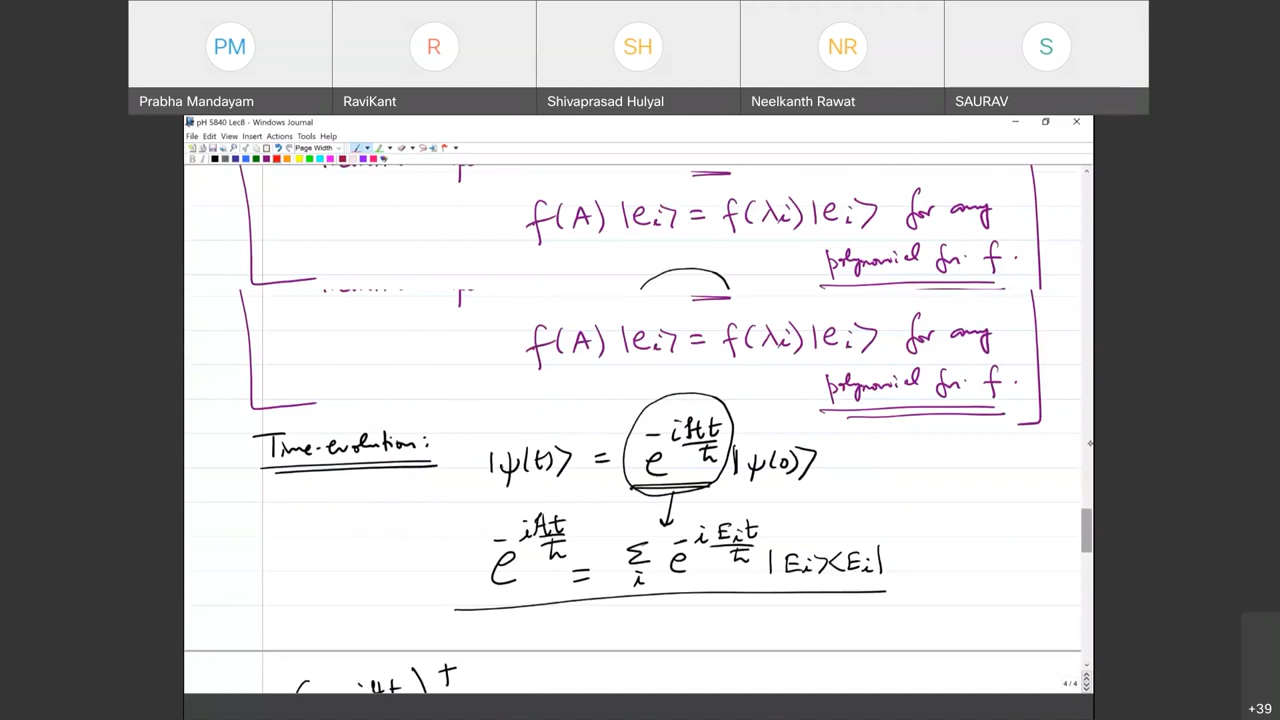 PM R SH NR S
Prabha Mandayam RaviKant Shivaprasad Hulyal Neelkanth Rawat SAURAV
pH 5840 Lec8 - Windows Journal
File Edit View Insert Actions Tools Help
Page Width
B I
f(A) |ei> = f(λi) |ei> for any
polynomial fn. f.
f(A) |ei> = f(λi) |ei> for any
polynomial fn. f.
Time-evolution: |ψ(t)> = e^{-iHt/ħ} |ψ(0)>
e^{-iHt/ħ} = Σ_i e^{-iE_it/ħ} |Ei><Ei|
4 / 4
+39